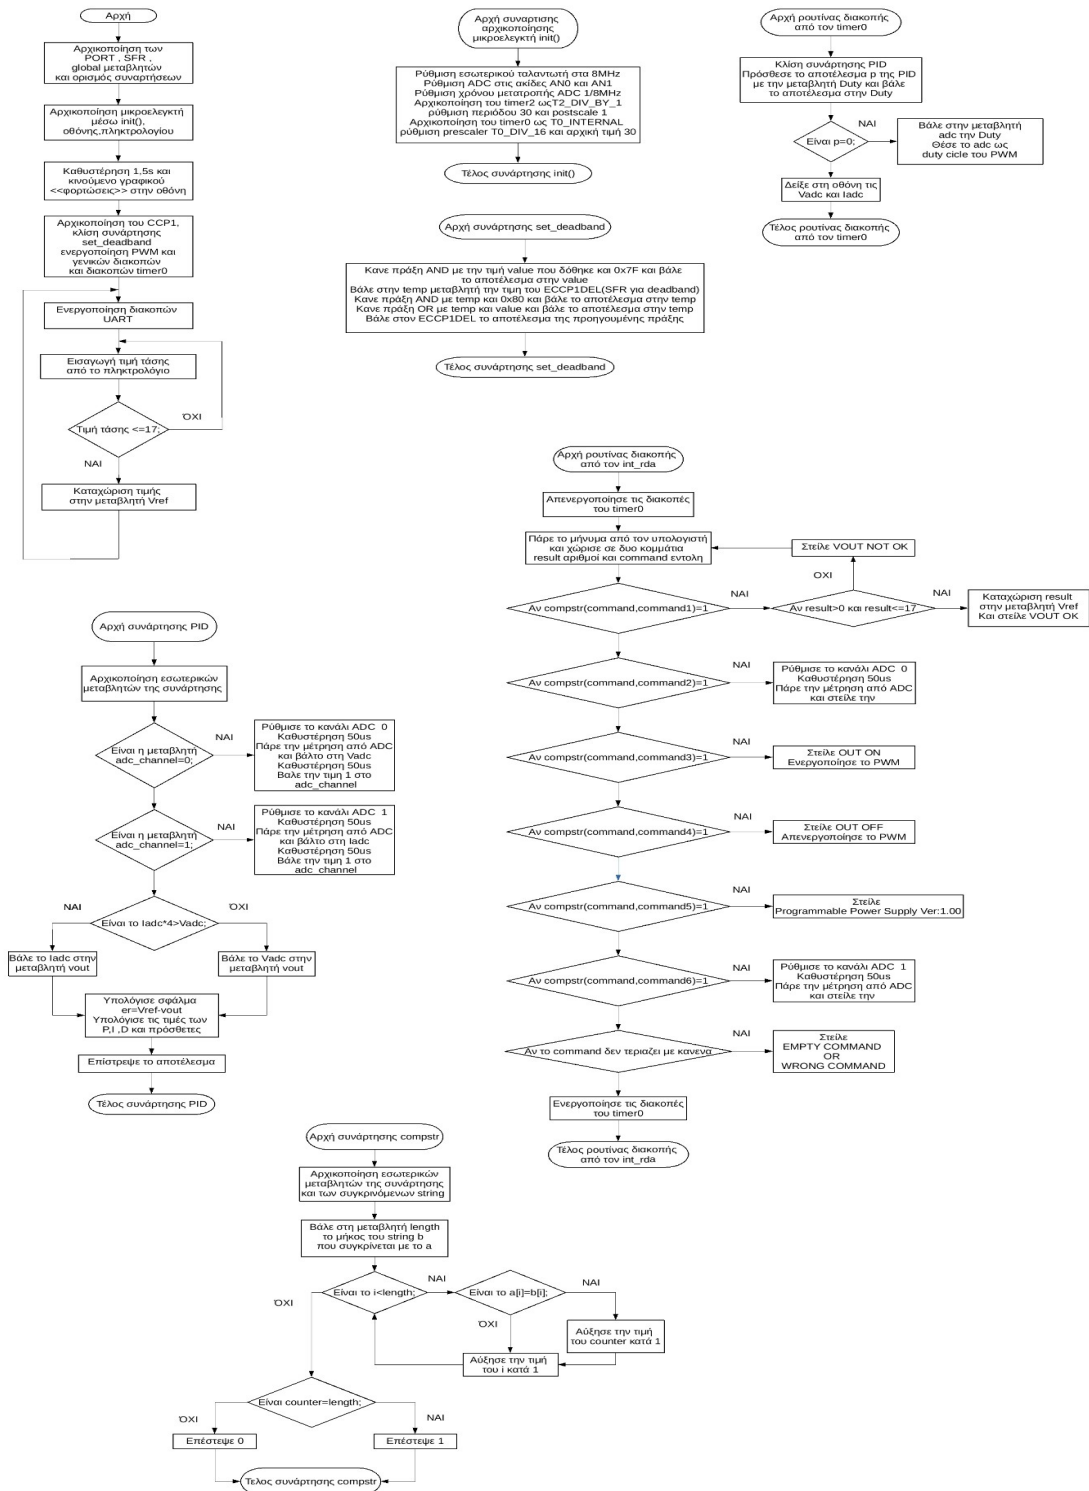 Αρχή
Αρχικοποίηση των
PORT , SFR ,
global μεταβλητών
και ορισμός συναρτήσεων
Αρχικοποίηση μικροελεγκτή
μέσω init(),
οθόνης,πληκτρολογίου
Καθυστέρηση 1,5s και
κινούμενο γραφικού
<<φορτώσεις>> στην οθόνη
Αρχικοποίηση του CCP1,
κλίση συνάρτησης
set_deadband
ενεργοποίηση PWM και
γενικών διακοπών
και διακοπών timer0
Ενεργοποίηση διακοπών
UART
Εισαγωγή τιμή τάσης
από το πληκτρολόγιο
Τιμή τάσης <=17;
ΌΧΙ
ΝΑΙ
Καταχώριση τιμής
στην μεταβλητή Vref
Αρχή συναρτισης
αρχικοποίησης
μικροελεγκτή init()
Ρύθμιση εσωτερικού ταλαντωτή στα 8MHz
Ρύθμιση ADC στις ακίδες AN0 και AN1
Ρύθμιση χρόνου μετατροπής ADC 1/8MHz
Αρχικοποίηση του timer2 ωςT2_DIV_BY_1
ρύθμιση περιόδου 30 και postscale 1
Αρχικοποίηση του timer0 ως T0_INTERNAL
ρύθμιση prescaler T0_DIV_16 και αρχική τιμή 30
Τέλος συνάρτησης init()
Αρχή ρουτίνας διακοπής
από τον timer0
Κλίση συνάρτησης PID
Πρόσθεσε το αποτέλεσμα p της PID
με την μεταβλητή Duty και βάλε
το αποτέλεσμα στην Duty
Είναι p=0;
ΝΑΙ
Βάλε στην μεταβλητή
adc την Duty
Θέσε το adc ως
duty cicle του PWM
Δείξε στη οθόνη τις
Vadc και Iadc
Τέλος ρουτίνας διακοπής
από τον timer0
Αρχή συνάρτησης set_deadband
Κανε πράξη AND με την τιμή value που δόθηκε και 0x7F και βάλε
το αποτέλεσμα στην value
Βάλε στην temp μεταβλητή την τιμη του ECCP1DEL(SFR για deadband)
Κανε πράξη AND με temp και 0x80 και βάλε το αποτέλεσμα στην temp
Κανε πράξη OR με temp και value και βάλε το αποτέλεσμα στην temp
Βάλε στον ECCP1DEL το αποτέλεσμα της προηγουμένης πράξης
Τέλος συνάρτησης set_deadband
Αρχή ρουτίνας διακοπής
από τον int_rda
Απενεργοποίησε τις διακοπές
του timer0
Πάρε το μήνυμα από τον υπολογιστή
και χώρισε σε δυο κομμάτια
result αριθμοί και command εντολη
Στείλε VOUT NOT OK
ΟΧΙ
Αν compstr(command,command1)=1
ΝΑΙ
Αν result>0 και result<=17
ΝΑΙ
Καταχώριση result
στην μεταβλητή Vref
Και στείλε VOUT OK
Αν compstr(command,command2)=1
ΝΑΙ
Ρύθμισε το κανάλι ADC 0
Καθυστέρηση 50us
Πάρε την μέτρηση από ADC
και στείλε την
Αν compstr(command,command3)=1
ΝΑΙ
Στείλε OUT ON
Ενεργοποίησε το PWM
Αν compstr(command,command4)=1
ΝΑΙ
Στείλε OUT OFF
Απενεργοποίησε το PWM
Αν compstr(command,command5)=1
ΝΑΙ
Στείλε
Programmable Power Supply Ver:1.00
Αν compstr(command,command6)=1
ΝΑΙ
Ρύθμισε το κανάλι ADC 1
Καθυστέρηση 50us
Πάρε την μέτρηση από ADC
και στείλε την
Αν το command δεν τεριαζει με κανενα
ΝΑΙ
Στείλε
EMPTY COMMAND
OR
WRONG COMMAND
Ενεργοποίησε τις διακοπές
του timer0
Τέλος ρουτίνας διακοπής
από τον int_rda
Αρχή συνάρτησης PID
Αρχικοποίηση εσωτερικών
μεταβλητών της συνάρτησης
Είναι η μεταβλητή
adc_channel=0;
ΝΑΙ
Ρύθμισε το κανάλι ADC 0
Καθυστέρηση 50us
Πάρε την μέτρηση από ADC
και βάλτο στη Vadc
Καθυστέρηση 50us
Βαλε την τιμη 1 στο
adc_channel
Είναι η μεταβλητή
adc_channel=1;
ΝΑΙ
Ρύθμισε το κανάλι ADC 1
Καθυστέρηση 50us
Πάρε την μέτρηση από ADC
και βάλτο στη Iadc
Καθυστέρηση 50us
Βάλε την τιμη 1 στο
adc_channel
Είναι το Iadc*4>Vadc;
ΝΑΙ
ΌΧΙ
Βάλε το Iadc στην
μεταβλητή vout
Βάλε το Vadc στην
μεταβλητή vout
Υπολόγισε σφάλμα
er=Vref-vout
Υπολόγισε τις τιμές των
P,I ,D και πρόσθετες
Επίστρεψε το αποτέλεσμα
Τέλος συνάρτησης PID
Αρχή συνάρτησης compstr
Αρχικοποίηση εσωτερικών
μεταβλητών της συνάρτησης
και των συγκρινόμενων string
Βάλε στη μεταβλητή length
το μήκος του string b
που συγκρίνεται με το a
Είναι το i<length;
ΝΑΙ
ΌΧΙ
Είναι το a[i]=b[i];
ΝΑΙ
ΌΧΙ
Αύξησε την τιμή
του counter κατά 1
Αύξησε την τιμή
του i κατά 1
Είναι counter=length;
ΌΧΙ
ΝΑΙ
Επέστεψε 0
Επέστεψε 1
Τελος συνάρτησης compstr